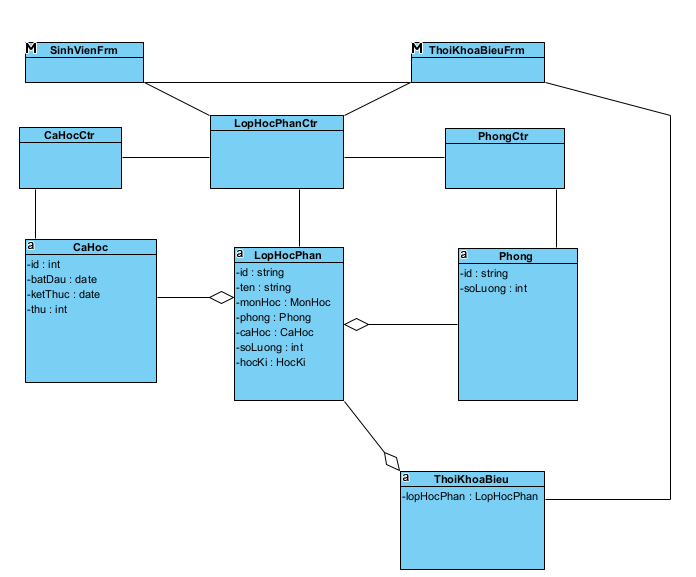 M
SinhVienFrm
M
ThoiKhoaBieuFrm
CaHocCtr
LopHocPhanCtr
PhongCtr
a
CaHoc
-id : int
-batDau : date
-ketThuc : date
-thu : int
a
LopHocPhan
-id : string
-ten : string
-monHoc : MonHoc
-phong : Phong
-caHoc : CaHoc
-soLuong : int
-hocKi : HocKi
a
Phong
-id : string
-soLuong : int
a
ThoiKhoaBieu
-lopHocPhan : LopHocPhan